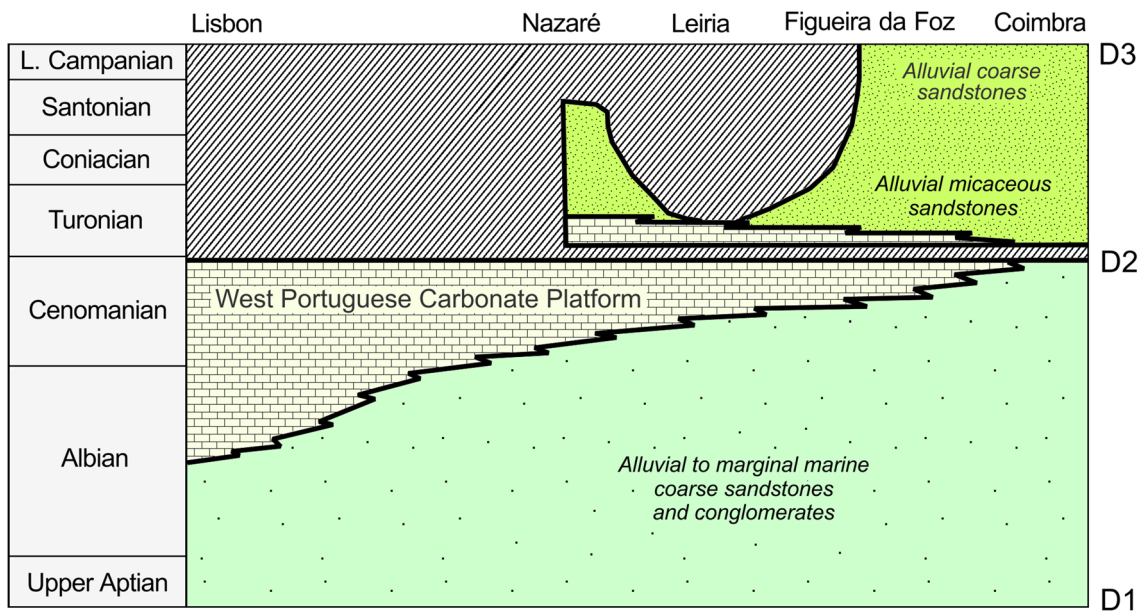 Lisbon Nazaré Leiria Figueira da Foz Coimbra
L. Campanian
D3
Alluvial coarse
sandstones
Santonian
Coniacian
Alluvial micaceous
sandstones
Turonian
D2
Cenomanian
West Portuguese Carbonate Platform
Albian
Alluvial to marginal marine
coarse sandstones
and conglomerates
Upper Aptian
D1